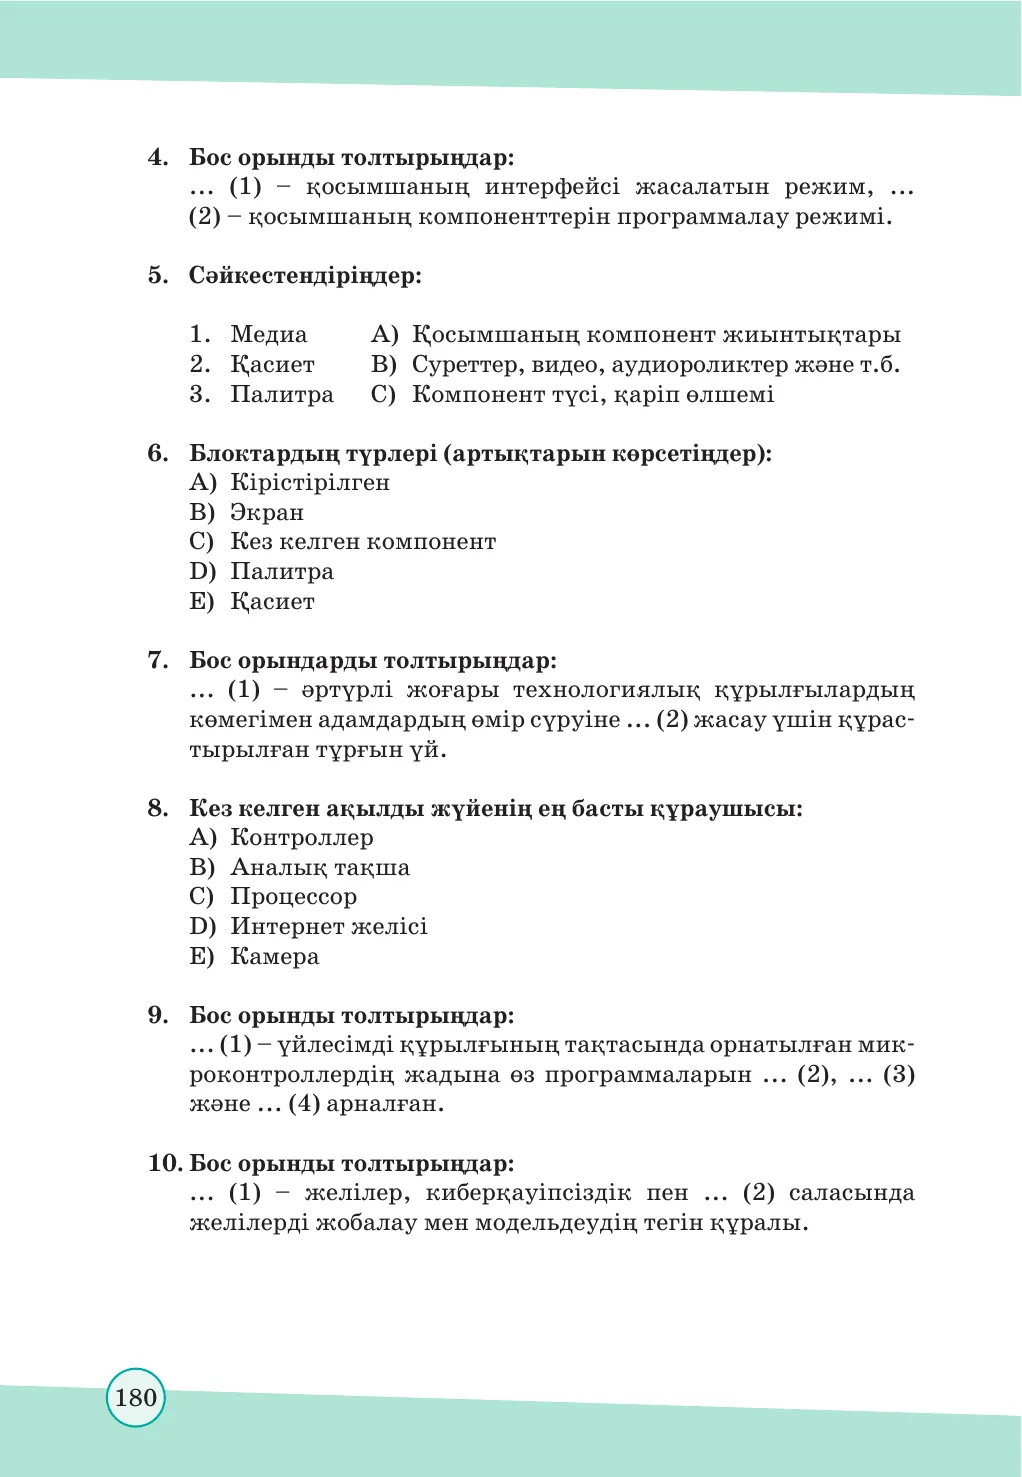 4. Бос орынды толтырыңдар:
... (1) – қосымшаның интерфейсі жасалатын режим, ...
(2) – қосымшаның компоненттерін программалау режимі.
5. Сәйкестендіріңдер:
1. Медиа A) Қосымшаның компонент жиынтықтары
2. Қасиет B) Суреттер, видео, аудиороликтер және т.б.
3. Палитра C) Компонент түсі, қаріп өлшемі
6. Блоктардың түрлері (артықтарын көрсетіңдер):
A) Кірістірілген
B) Экран
C) Кез келген компонент
D) Палитра
E) Қасиет
7. Бос орындарды толтырыңдар:
... (1) – әртүрлі жоғары технологиялық құрылғылардың
көмегімен адамдардың өмір сүруіне ... (2) жасау үшін құрас-
тырылған тұрғын үй.
8. Кез келген ақылды жүйенің ең басты құраушысы:
A) Контроллер
B) Аналық тақша
C) Процессор
D) Интернет желісі
E) Камера
9. Бос орынды толтырыңдар:
... (1) – үйлесімді құрылғының тақтасында орнатылған мик-
роконтроллердің жадына өз программаларын ... (2), ... (3)
және ... (4) арналған.
10. Бос орынды толтырыңдар:
... (1) – желілер, киберқауіпсіздік пен ... (2) саласында
желілерді жобалау мен модельдеудің тегін құралы.
180